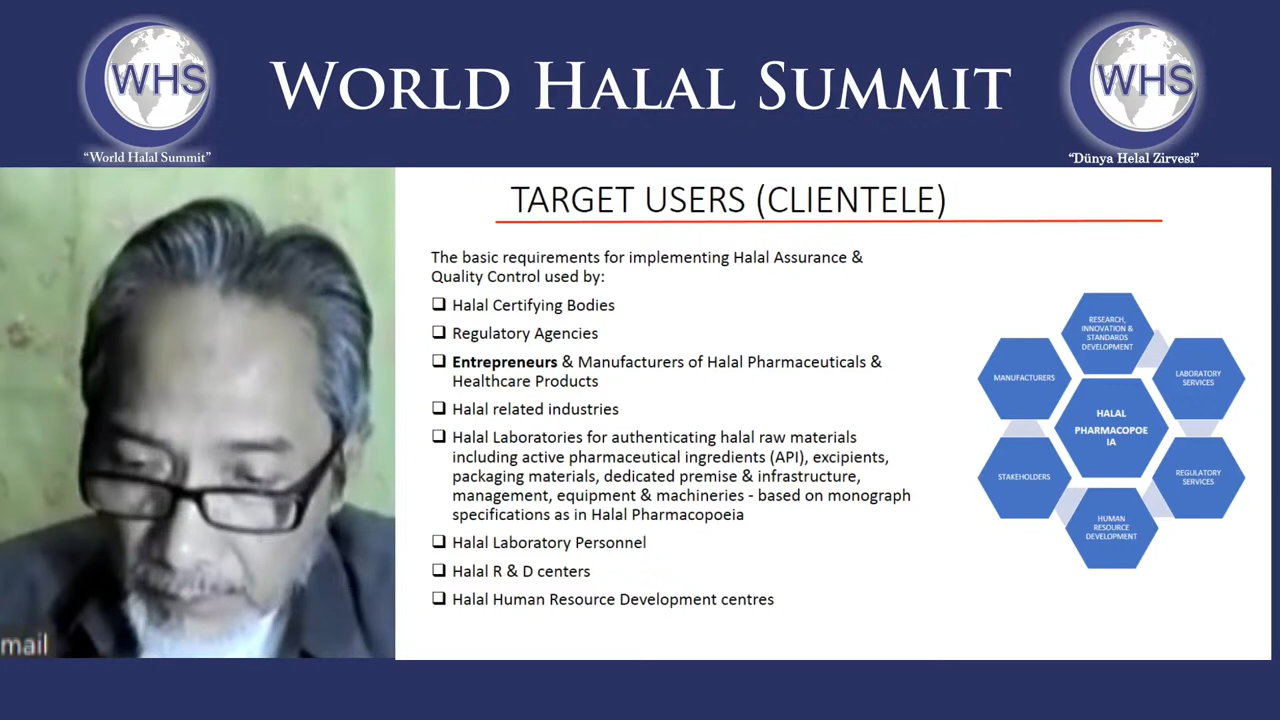 WHS
"World Halal Summit"
WORLD HALAL SUMMIT
WHS
"Dünya Helal Zirvesi"
TARGET USERS (CLIENTELE)
The basic requirements for implementing Halal Assurance &
Quality Control used by:
Halal Certifying Bodies
Regulatory Agencies
Entrepreneurs & Manufacturers of Halal Pharmaceuticals &
Healthcare Products
Halal related industries
Halal Laboratories for authenticating halal raw materials
including active pharmaceutical ingredients (API), excipients,
packaging materials, dedicated premise & infrastructure,
management, equipment & machineries - based on monograph
specifications as in Halal Pharmacopoeia
Halal Laboratory Personnel
Halal R & D centers
Halal Human Resource Development centres
RESEARCH,
INNOVATION &
STANDARDS
DEVELOPMENT
MANUFACTURERS
LABORATORY
SERVICES
HALAL
PHARMACOPOE
IA
STAKEHOLDERS
REGULATORY
SERVICES
HUMAN
RESOURCE
DEVELOPMENT
mail